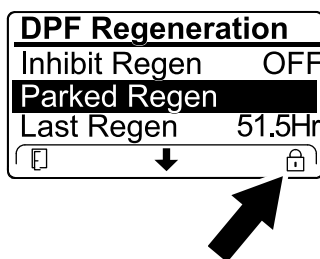 DPF Regeneration
Inhibit Regen OFF
Parked Regen
Last Regen 51.5Hr